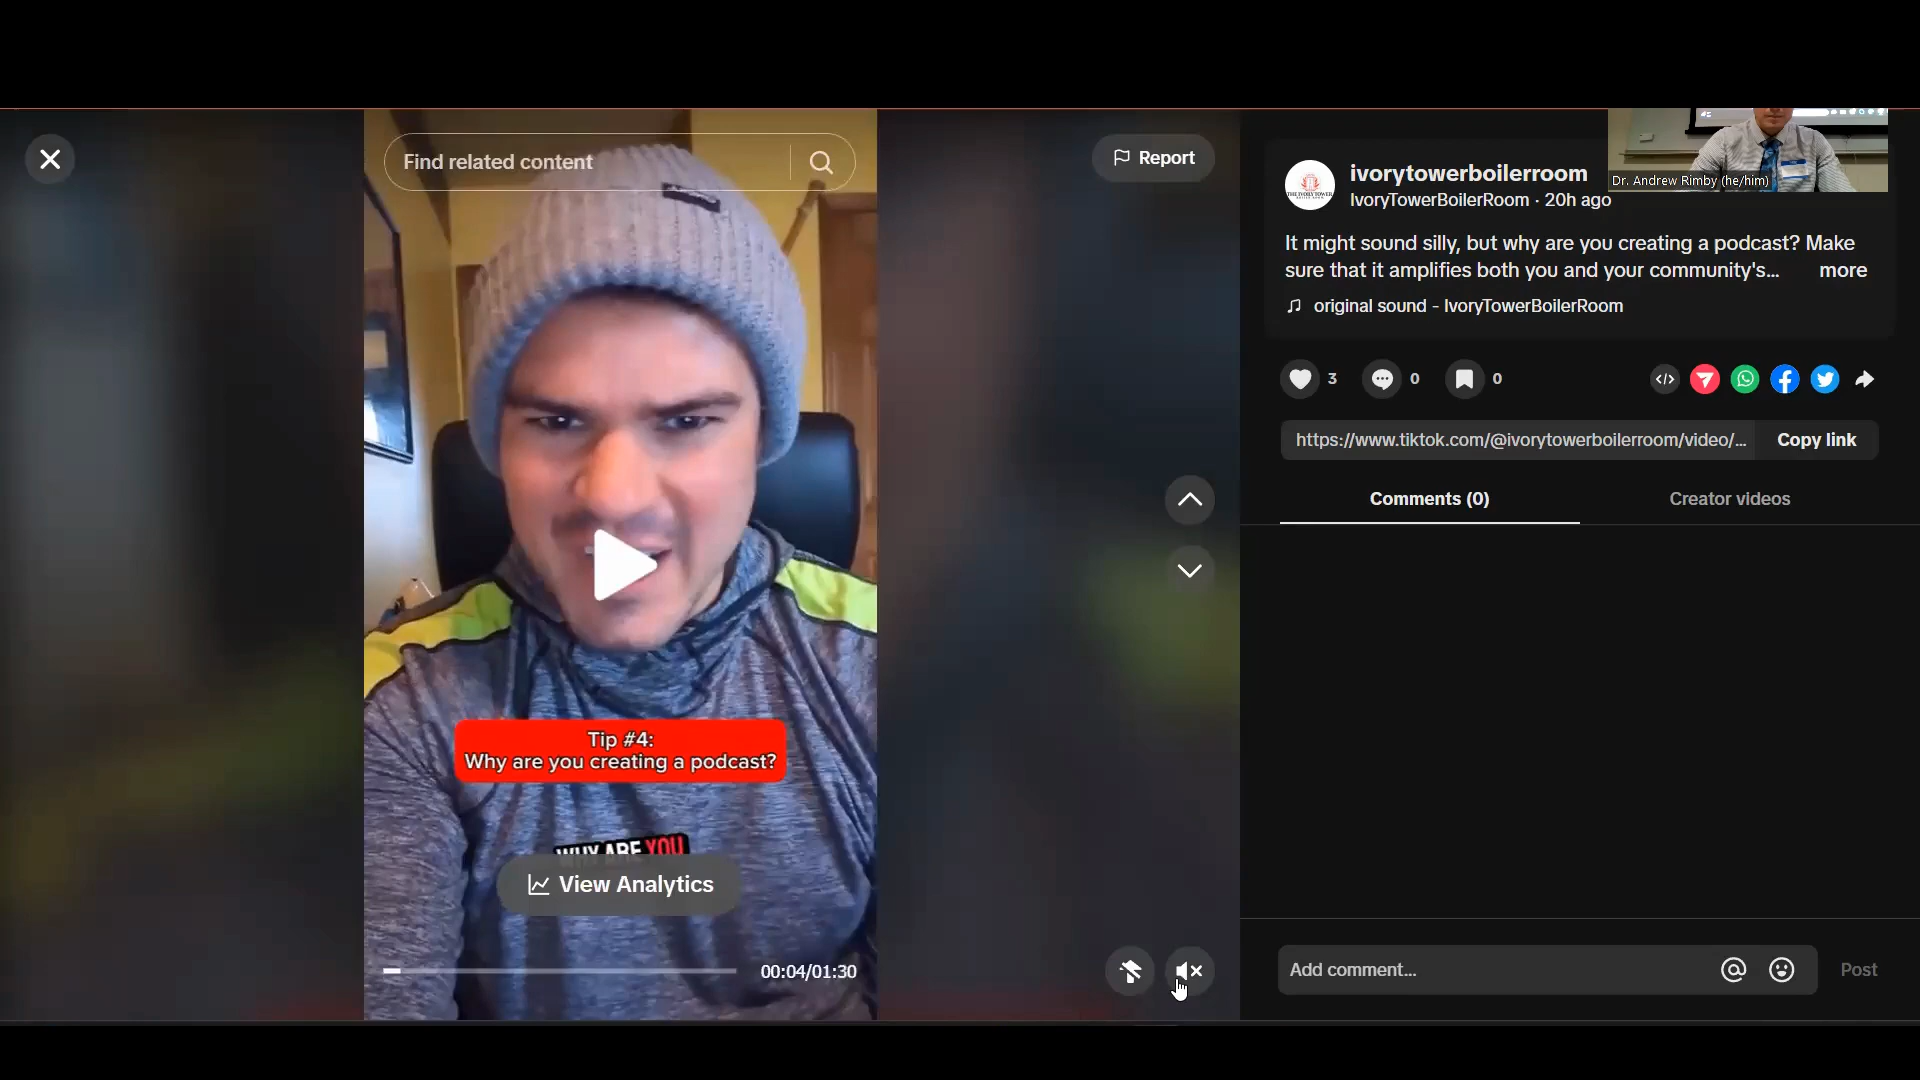 Find related content
Report
Tip #4:
Why are you creating a podcast?
WHY ARE YOU
View Analytics
00:04/01:30
ivorytowerboilerroom
IvoryTowerBoilerRoom · 20h ago
Dr. Andrew Rimby (he/him)
It might sound silly, but why are you creating a podcast? Make
sure that it amplifies both you and your community's... more
original sound - IvoryTowerBoilerRoom
3 0 0
https://www.tiktok.com/@ivorytowerboilerroom/video/... Copy link
Comments (0) Creator videos
Add comment... Post